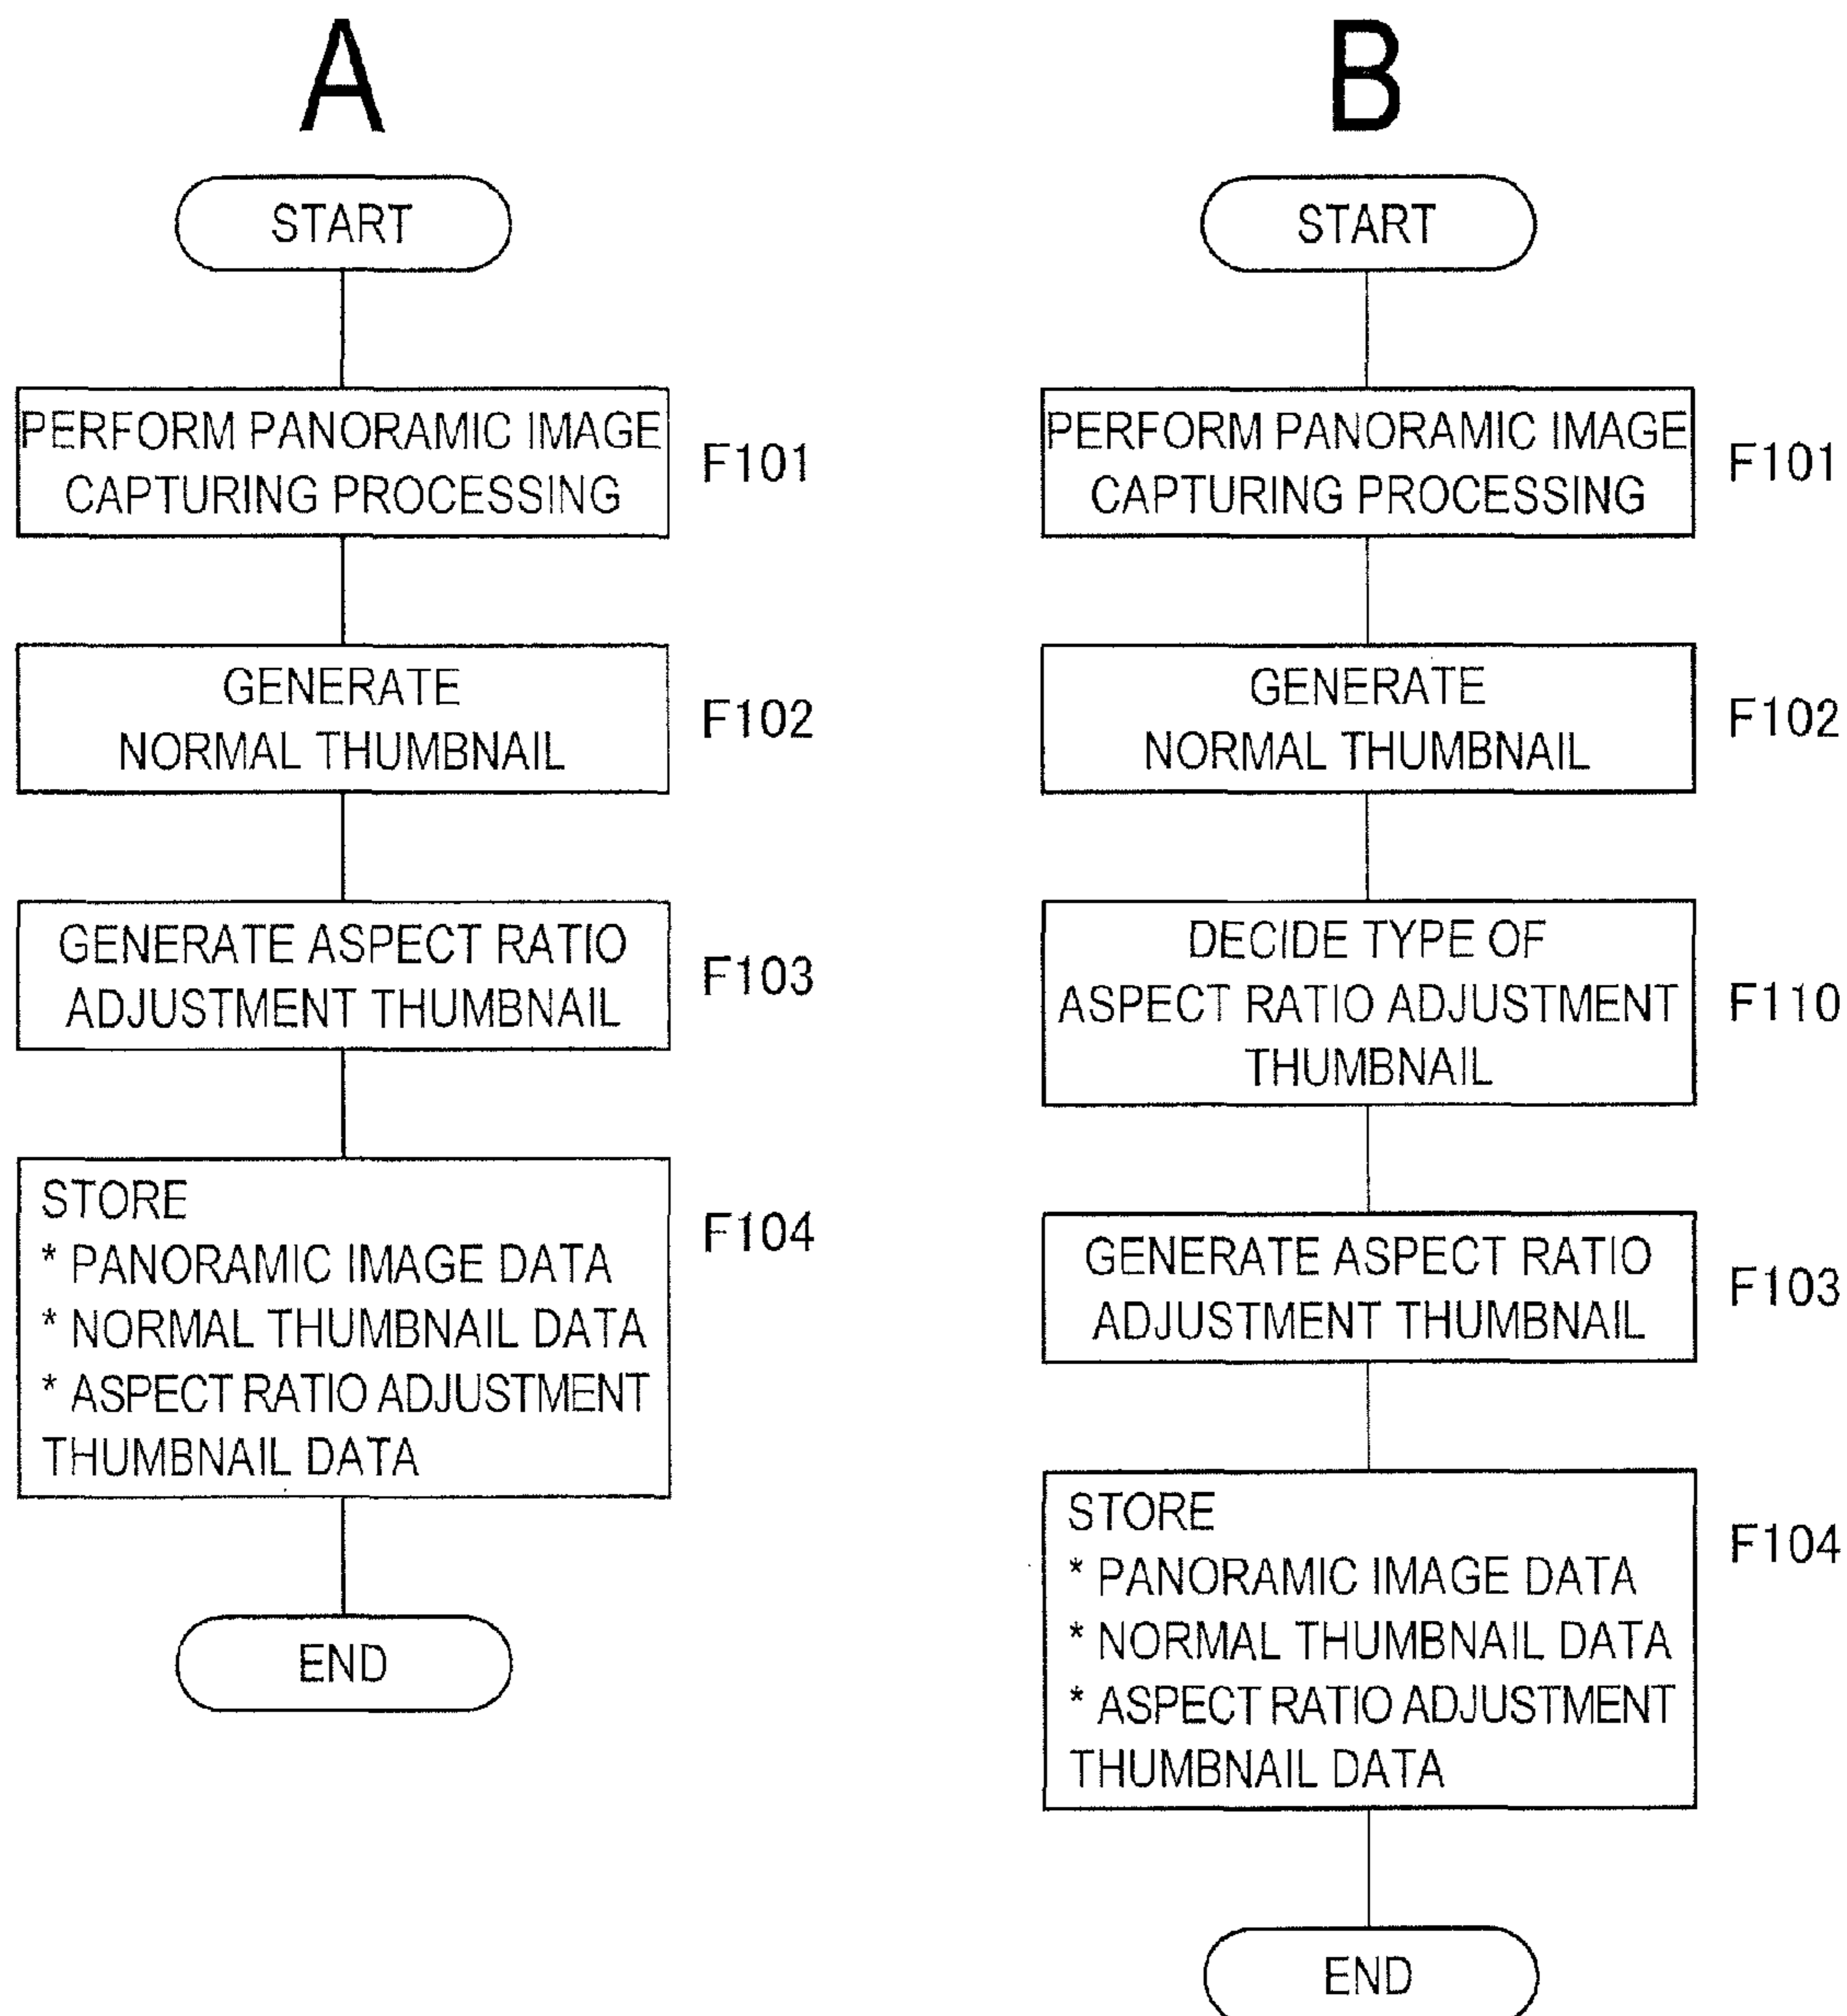 A
START
PERFORM PANORAMIC IMAGE
CAPTURING PROCESSING
F101
GENERATE
NORMAL THUMBNAIL
F102
GENERATE ASPECT RATIO
ADJUSTMENT THUMBNAIL
F103
STORE
* PANORAMIC IMAGE DATA
* NORMAL THUMBNAIL DATA
* ASPECT RATIO ADJUSTMENT
THUMBNAIL DATA
F104
END
B
START
PERFORM PANORAMIC IMAGE
CAPTURING PROCESSING
F101
GENERATE
NORMAL THUMBNAIL
F102
DECIDE TYPE OF
ASPECT RATIO ADJUSTMENT
THUMBNAIL
F110
GENERATE ASPECT RATIO
ADJUSTMENT THUMBNAIL
F103
STORE
* PANORAMIC IMAGE DATA
* NORMAL THUMBNAIL DATA
* ASPECT RATIO ADJUSTMENT
THUMBNAIL DATA
F104
END